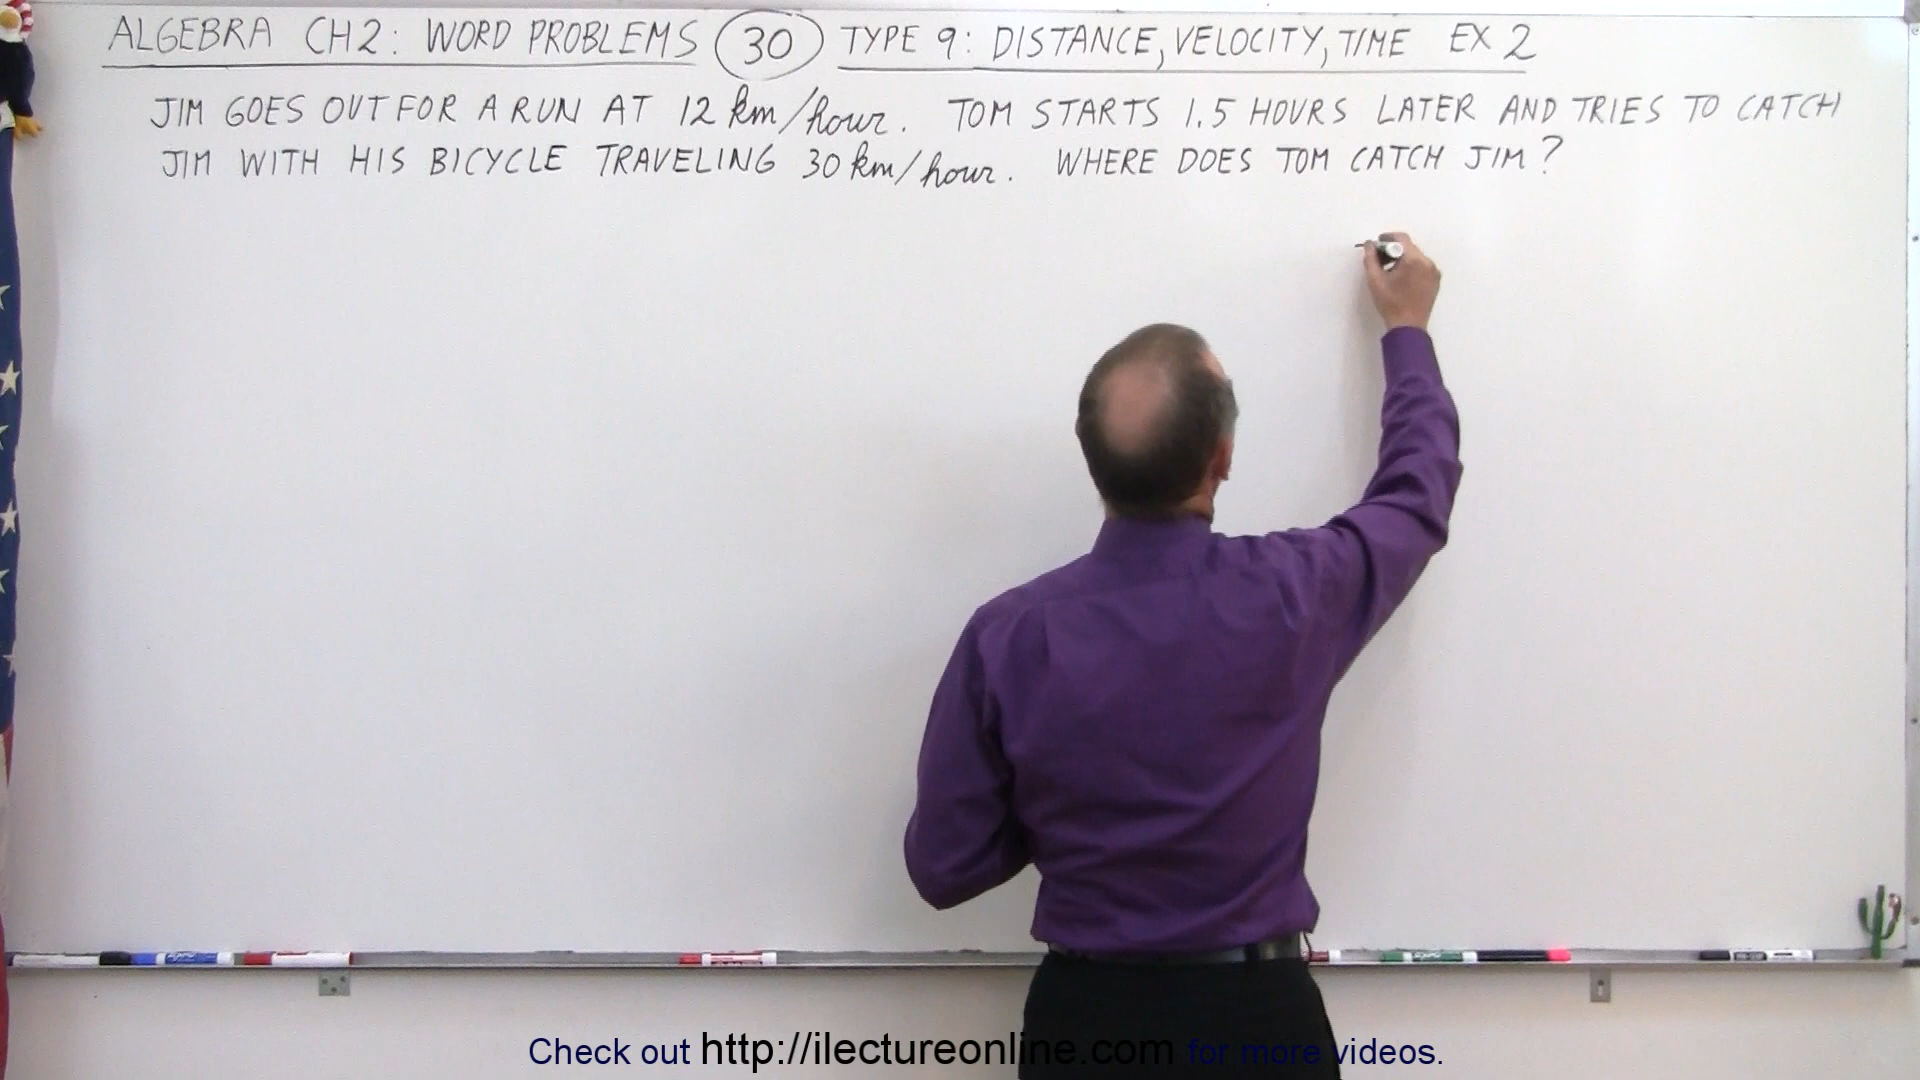 ALGEBRA CH2: WORD PROBLEMS 30 TYPE 9: DISTANCE, VELOCITY, TIME EX 2
JIM GOES OUT FOR A RUN AT 12 km/hour. TOM STARTS 1.5 HOURS LATER AND TRIES TO CATCH
JIM WITH HIS BICYCLE TRAVELING 30 km/hour. WHERE DOES TOM CATCH JIM?
Check out http://ilectureonline.com for more videos.